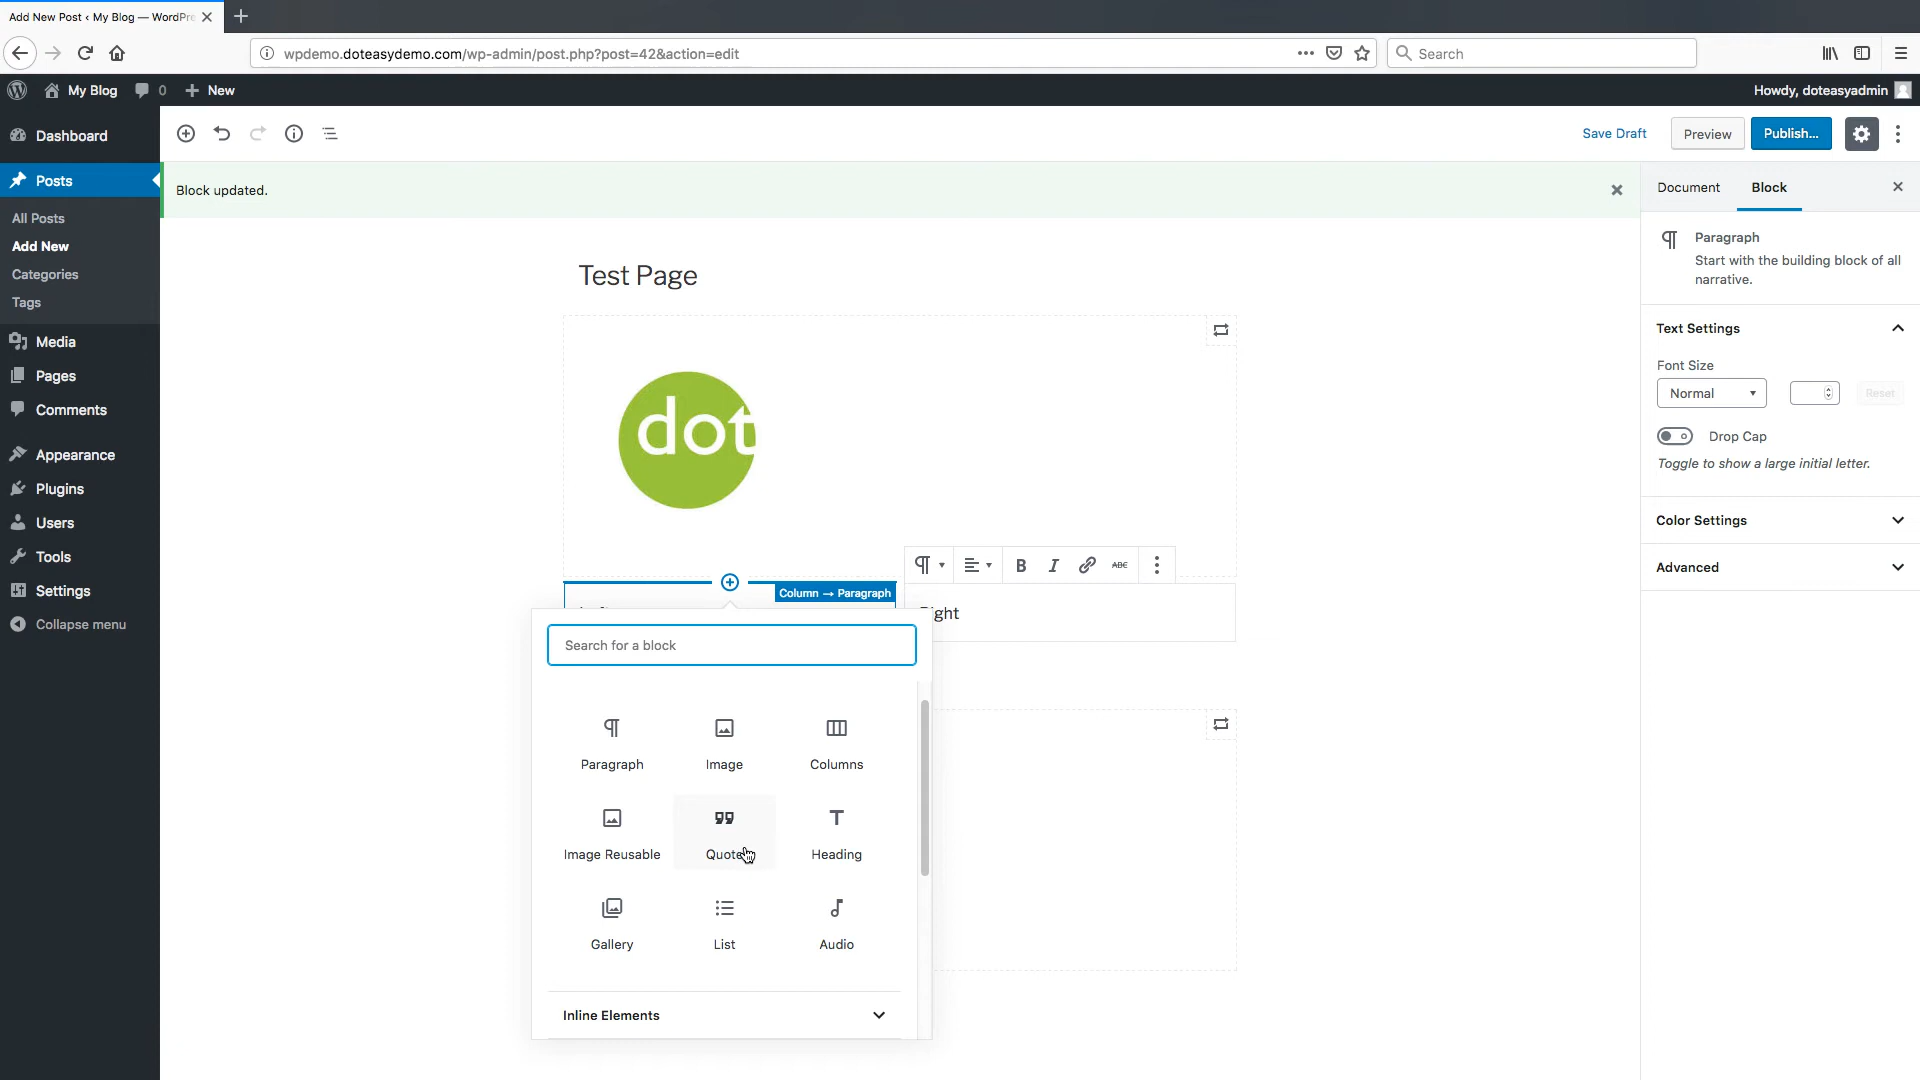 Add New Post ‹ My Blog — WordPre
wpdemo.doteasydemo.com/wp-admin/post.php?post=42&action=edit
Search
My Blog
0
New
Howdy, doteasyadmin
Dashboard
Posts
All Posts
Add New
Categories
Tags
Media
Pages
Comments
Appearance
Plugins
Users
Tools
Settings
Collapse menu
Save Draft
Preview
Publish...
Block updated.
Test Page
dot
B
I
ABC
Column → Paragraph
Right
Search for a block
Paragraph
Image
Columns
Image Reusable
Quote
Heading
Gallery
List
Audio
Inline Elements
Document
Block
Paragraph
Start with the building block of all
narrative.
Text Settings
Font Size
Normal
Reset
Drop Cap
Toggle to show a large initial letter.
Color Settings
Advanced